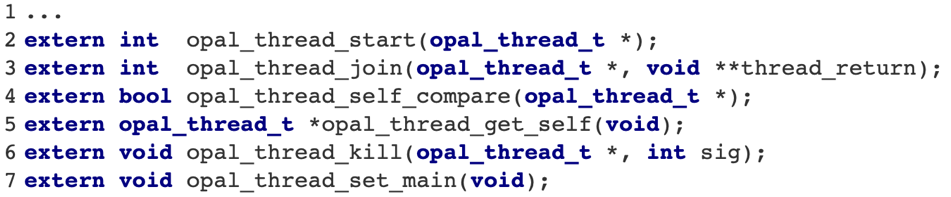 1 ...
2 extern int  opal_thread_start(opal_thread_t *);
3 extern int  opal_thread_join(opal_thread_t *, void **thread_return);
4 extern bool opal_thread_self_compare(opal_thread_t *);
5 extern opal_thread_t *opal_thread_get_self(void);
6 extern void opal_thread_kill(opal_thread_t *, int sig);
7 extern void opal_thread_set_main(void);